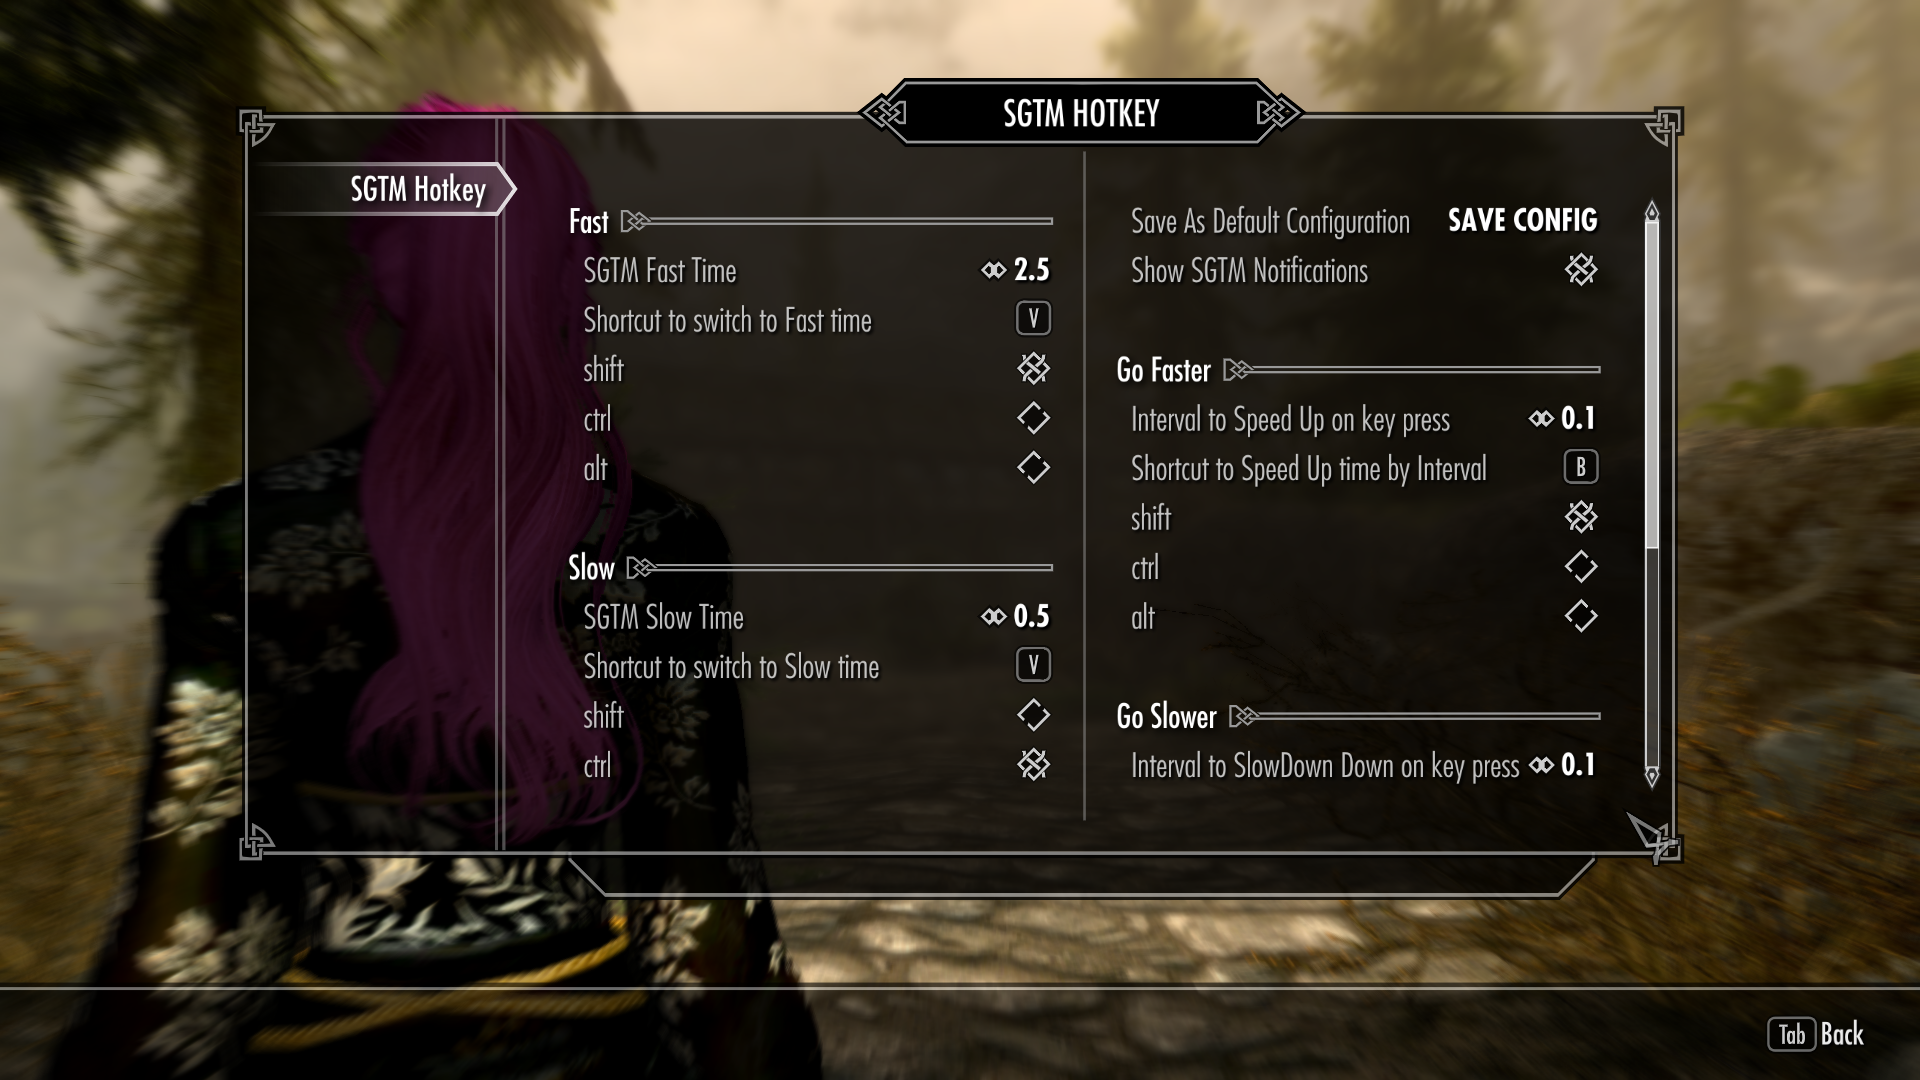 SGTM HOTKEY
SGTM Hotkey
Fast
SGTM Fast Time 2.5
Shortcut to switch to Fast time V
shift
ctrl
alt
Slow
SGTM Slow Time 0.5
Shortcut to switch to Slow time V
shift
ctrl
Save As Default Configuration SAVE CONFIG
Show SGTM Notifications
Go Faster
Interval to Speed Up on key press 0.1
Shortcut to Speed Up time by Interval B
shift
ctrl
alt
Go Slower
Interval to SlowDown Down on key press 0.1
Tab Back